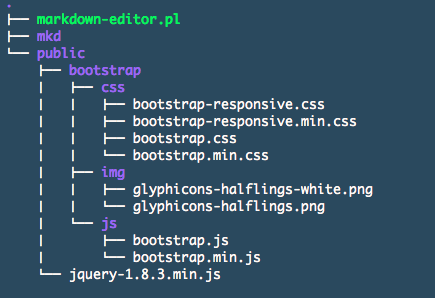 .
├── markdown-editor.pl
├── mkd
└── public
    ├── bootstrap
    │   ├── css
    │   │   ├── bootstrap-responsive.css
    │   │   ├── bootstrap-responsive.min.css
    │   │   ├── bootstrap.css
    │   │   └── bootstrap.min.css
    │   ├── img
    │   │   ├── glyphicons-halflings-white.png
    │   │   └── glyphicons-halflings.png
    │   └── js
    │       ├── bootstrap.js
    │       └── bootstrap.min.js
    └── jquery-1.8.3.min.js